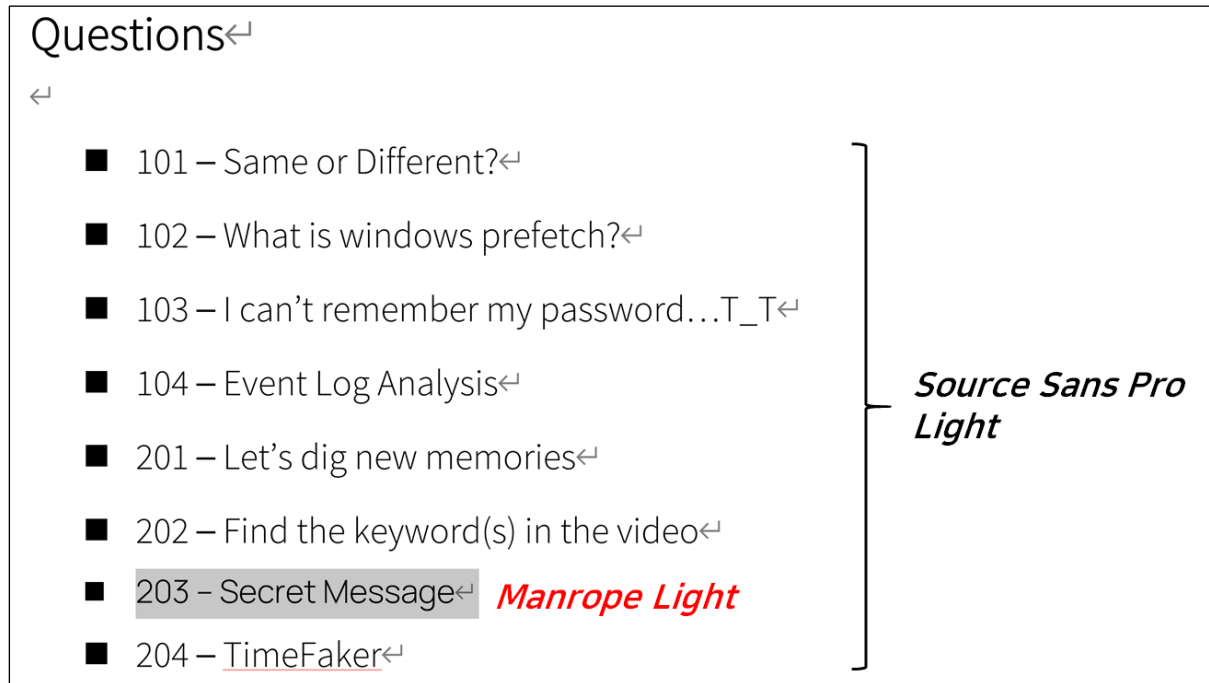 Questions↵
↵
■ 101 – Same or Different?↵
■ 102 – What is windows prefetch?↵
■ 103 – I can’t remember my password…T_T↵
■ 104 – Event Log Analysis↵
Source Sans Pro
Light
■ 201 – Let’s dig new memories↵
■ 202 – Find the keyword(s) in the video↵
■ 203 – Secret Message↵ Manrope Light
■ 204 – TimeFaker↵